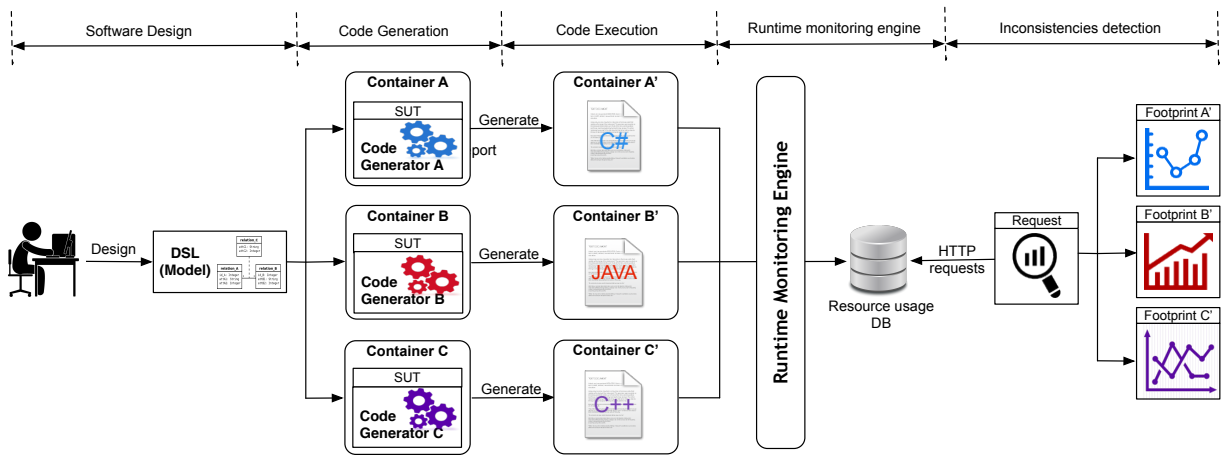 Software Design
Code Generation
Code Execution
Runtime monitoring engine
Inconsistencies detection
Container A
SUT
Code
Generator A
Generate
port
Container A’
C#
Design
DSL
(Model)
Container B
SUT
Code
Generator B
Generate
Container B’
JAVA
Container C
SUT
Code
Generator C
Generate
Container C’
C++
Runtime Monitoring Engine
Resource usage
DB
HTTP
requests
Request
Footprint A’
Footprint B’
Footprint C’